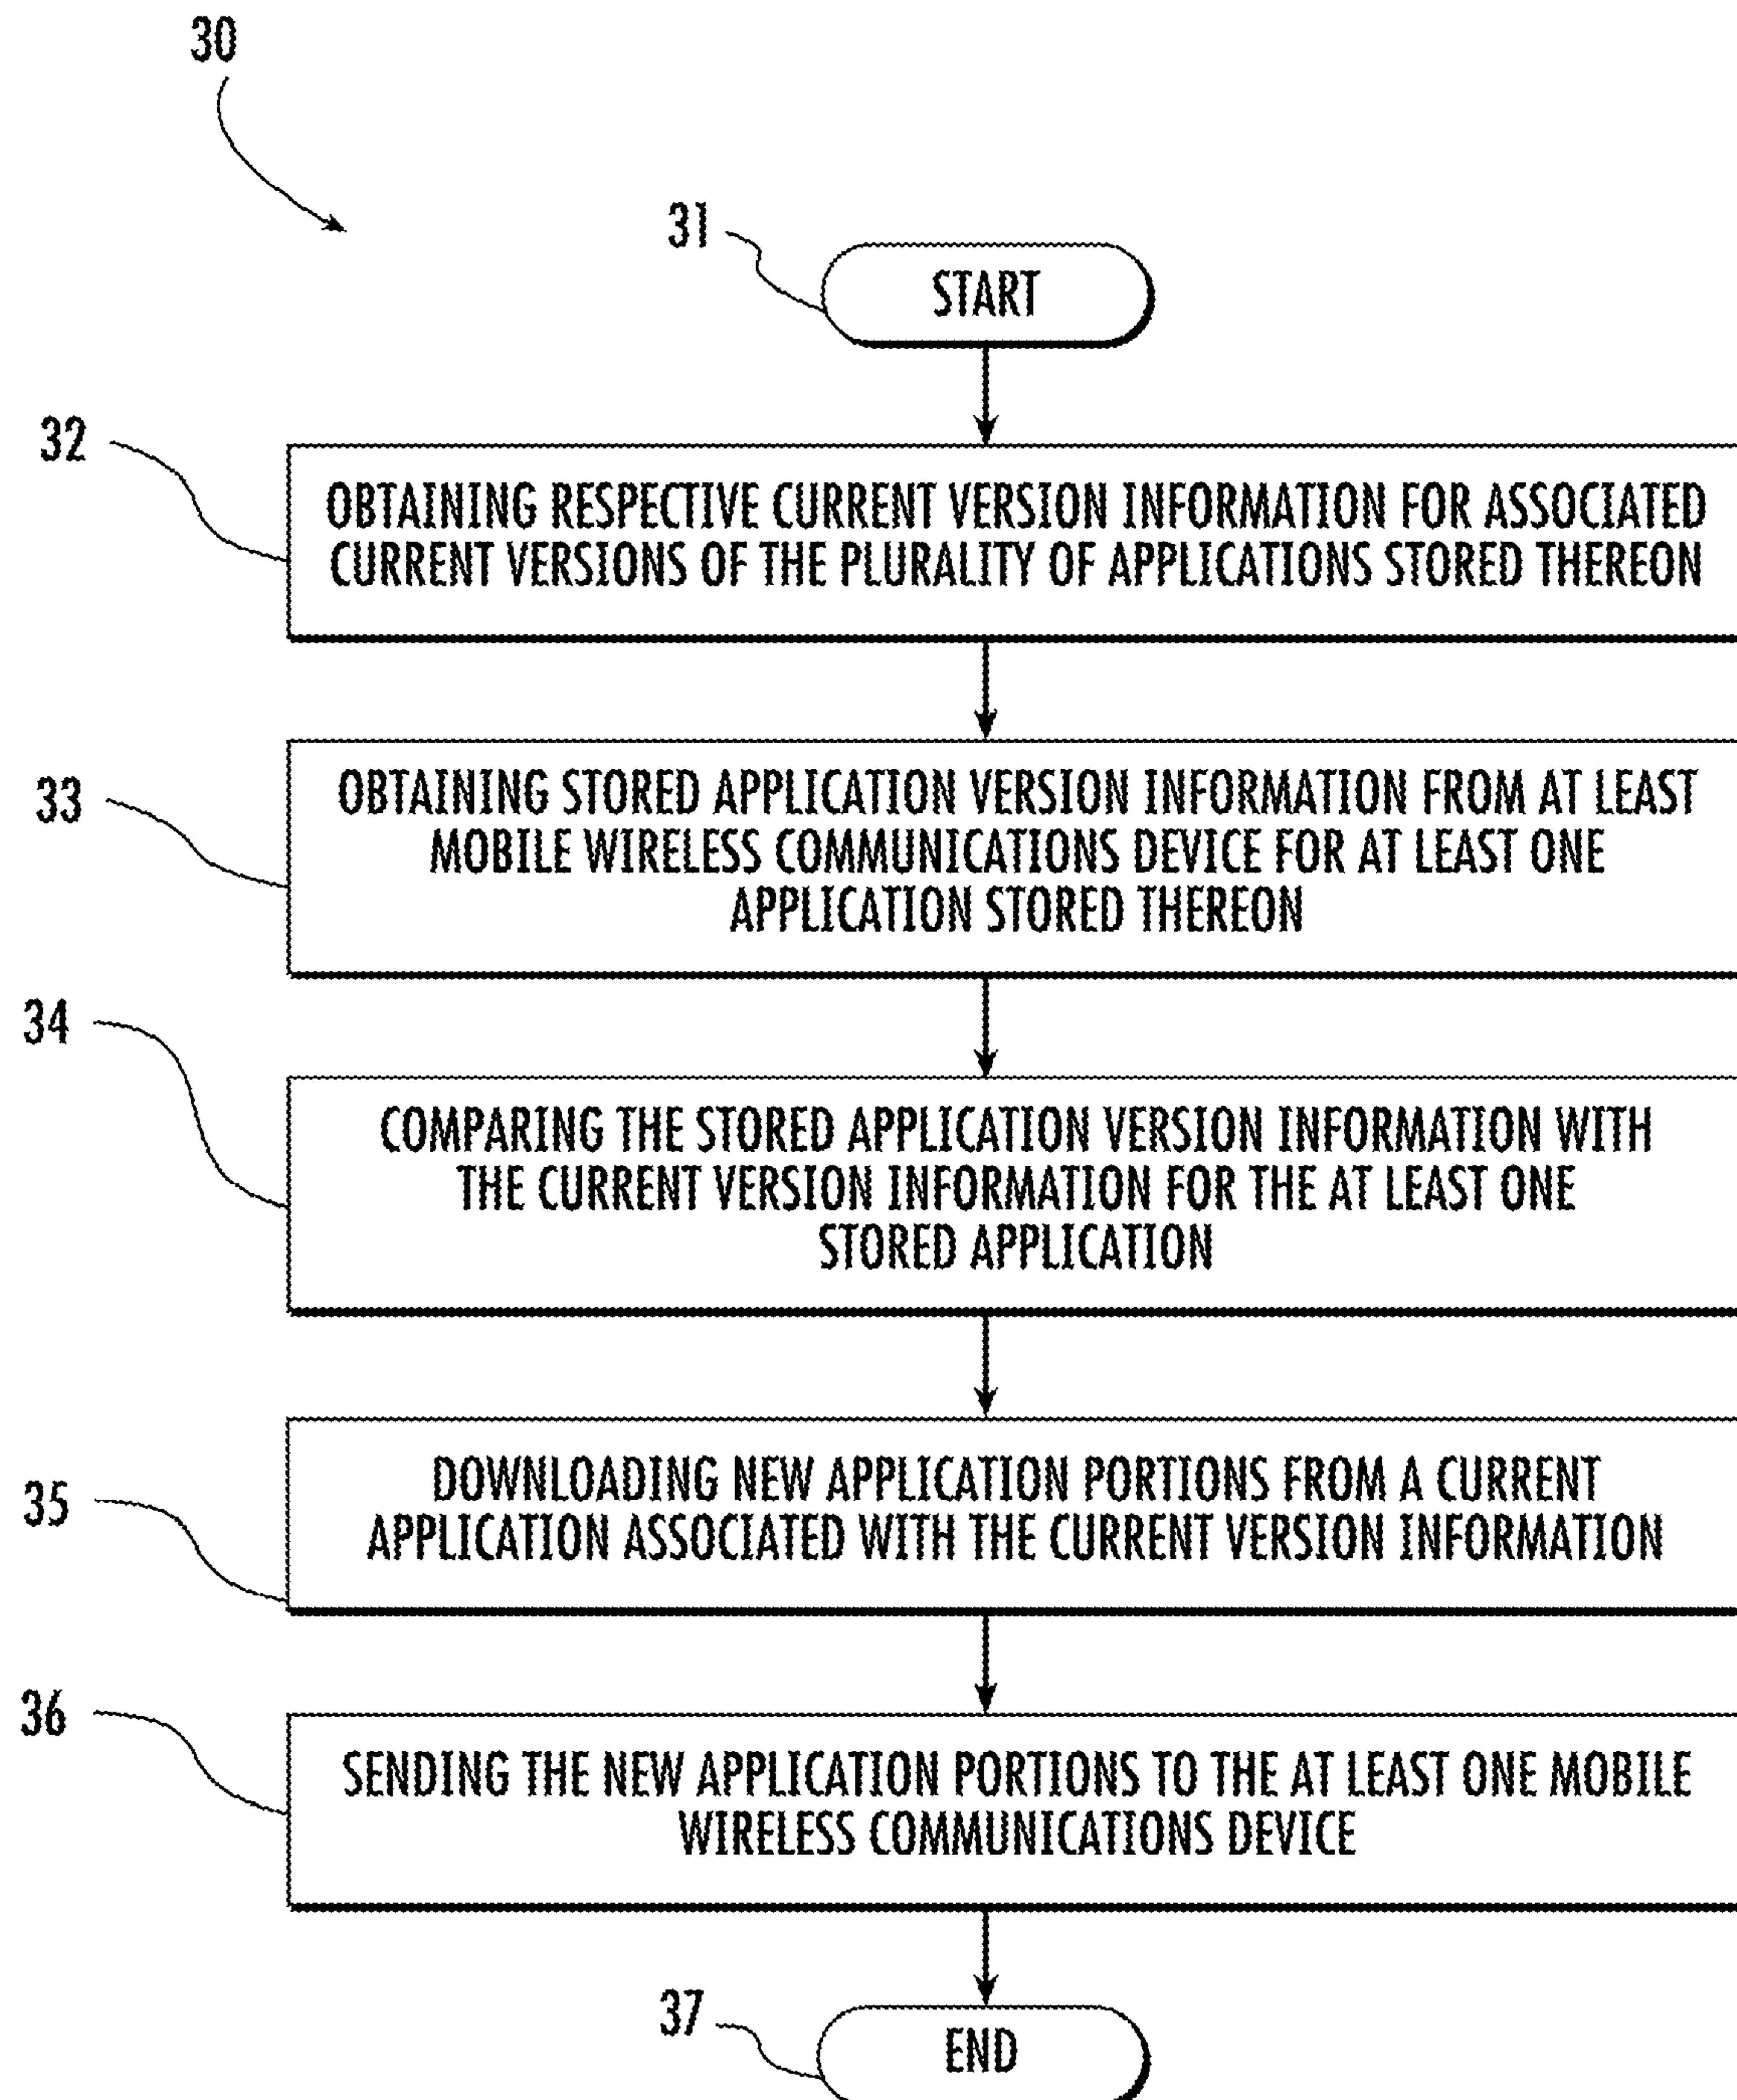 30
31
START
32
OBTAINING RESPECTIVE CURRENT VERSION INFORMATION FOR ASSOCIATED
CURRENT VERSIONS OF THE PLURALITY OF APPLICATIONS STORED THEREON
33
OBTAINING STORED APPLICATION VERSION INFORMATION FROM AT LEAST
MOBILE WIRELESS COMMUNICATIONS DEVICE FOR AT LEAST ONE
APPLICATION STORED THEREON
34
COMPARING THE STORED APPLICATION VERSION INFORMATION WITH
THE CURRENT VERSION INFORMATION FOR THE AT LEAST ONE
STORED APPLICATION
35
DOWNLOADING NEW APPLICATION PORTIONS FROM A CURRENT
APPLICATION ASSOCIATED WITH THE CURRENT VERSION INFORMATION
36
SENDING THE NEW APPLICATION PORTIONS TO THE AT LEAST ONE MOBILE
WIRELESS COMMUNICATIONS DEVICE
37
END